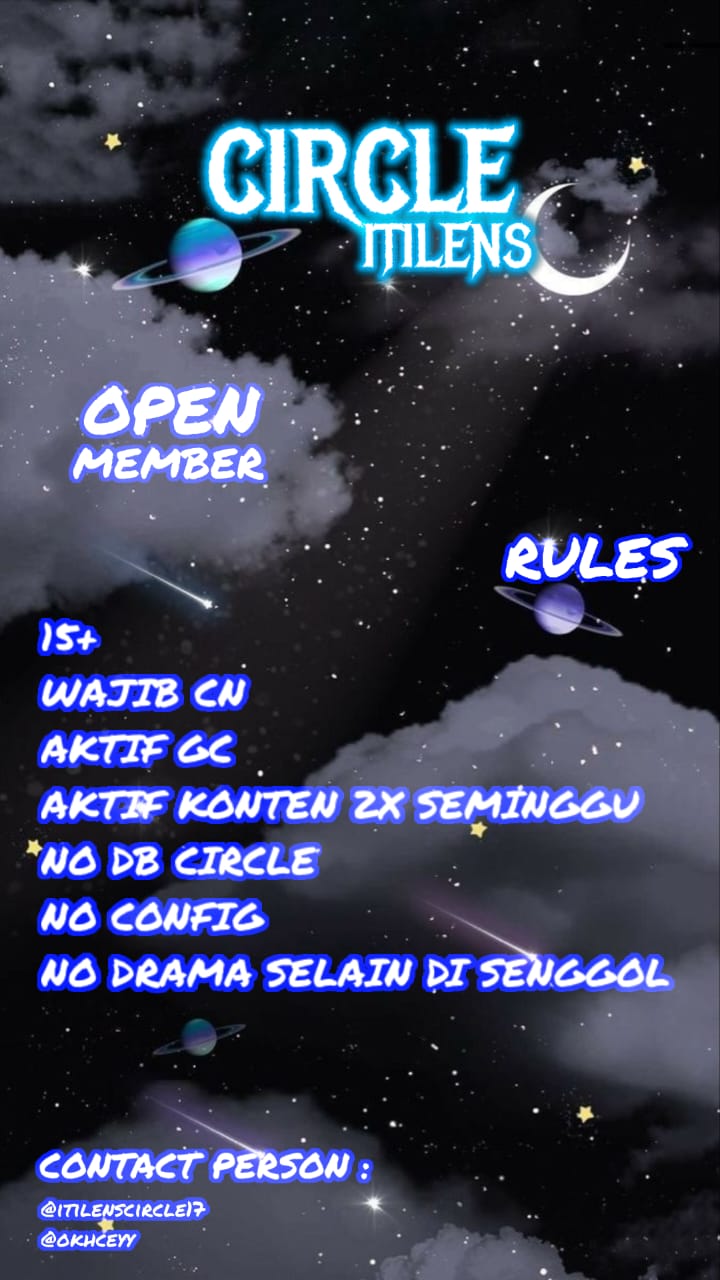 CIRCLE
ITILENS
OPEN
MEMBER
RULES
15+
WAJIB CN
AKTIF GC
AKTIF KONTEN 2X SEMINGGU
NO DB CIRCLE
NO CONFIG
NO DRAMA SELAIN DI SENGGOL
CONTACT PERSON :
@ITILENSCIRCLE17
@OKHCEYY